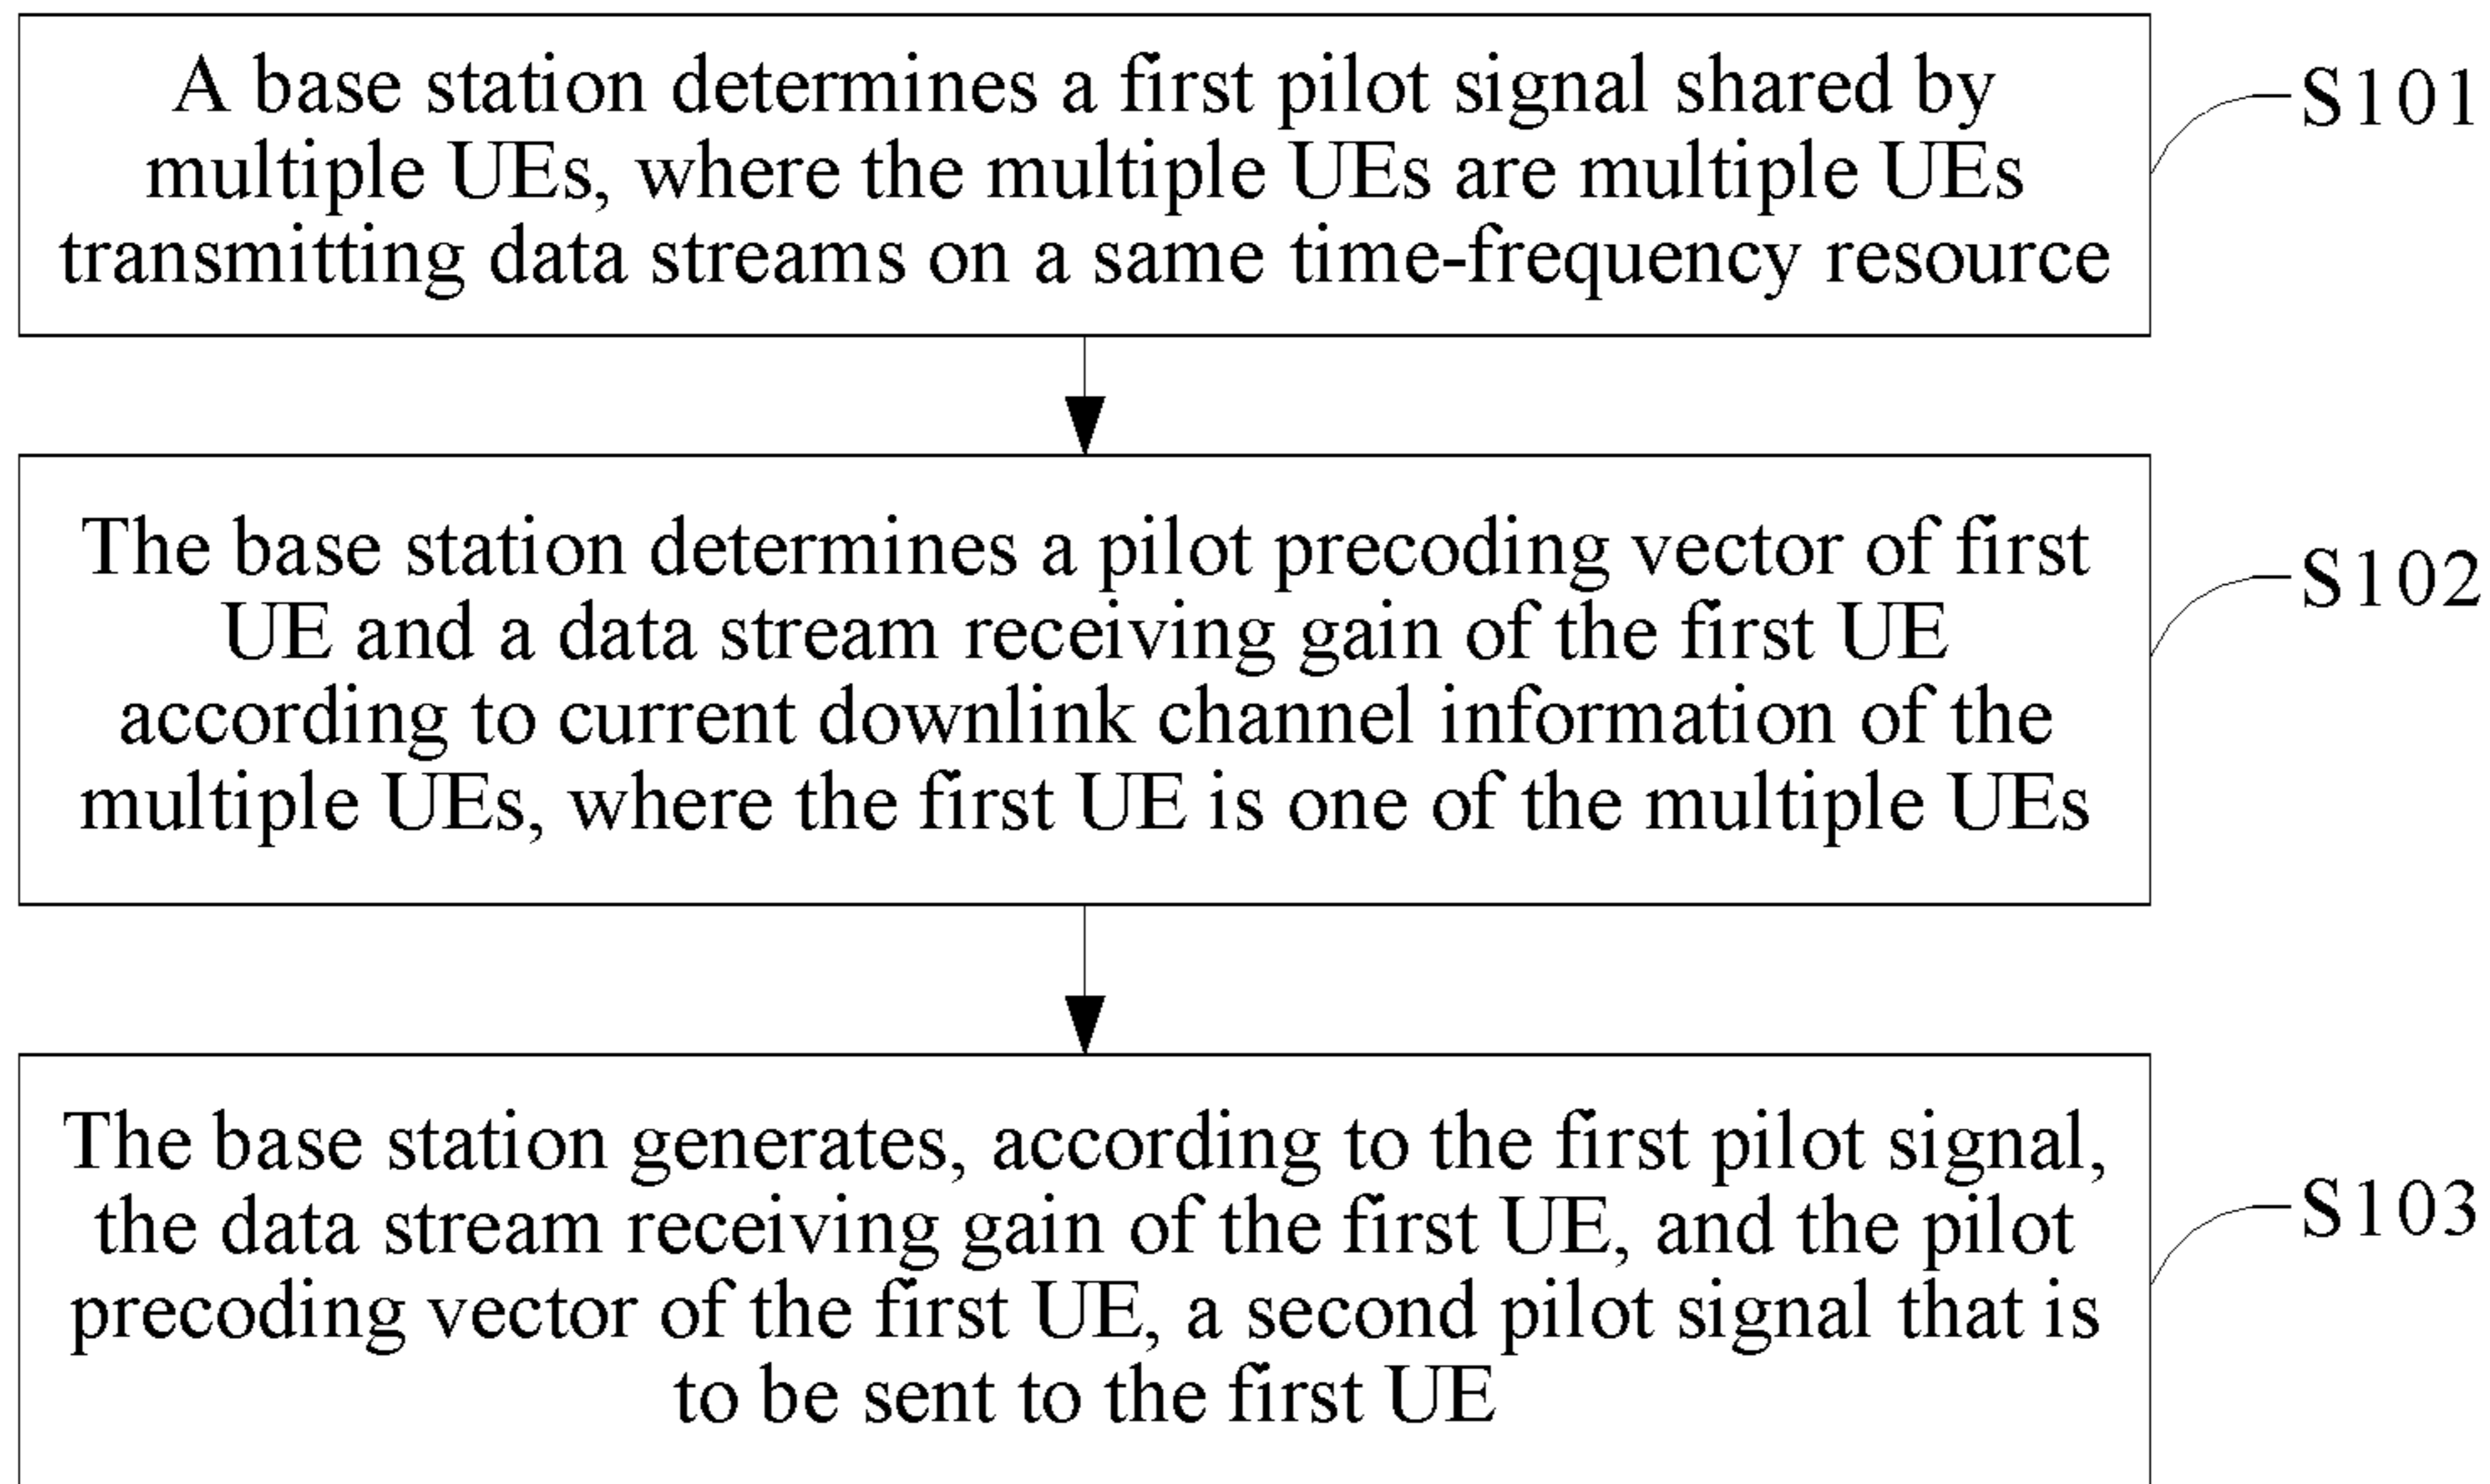 A base station determines a first pilot signal shared by
multiple UEs, where the multiple UEs are multiple UEs
transmitting data streams on a same time-frequency resource
S101
The base station determines a pilot precoding vector of first
UE and a data stream receiving gain of the first UE
according to current downlink channel information of the
multiple UEs, where the first UE is one of the multiple UEs
S102
The base station generates, according to the first pilot signal,
the data stream receiving gain of the first UE, and the pilot
precoding vector of the first UE, a second pilot signal that is
to be sent to the first UE
S103